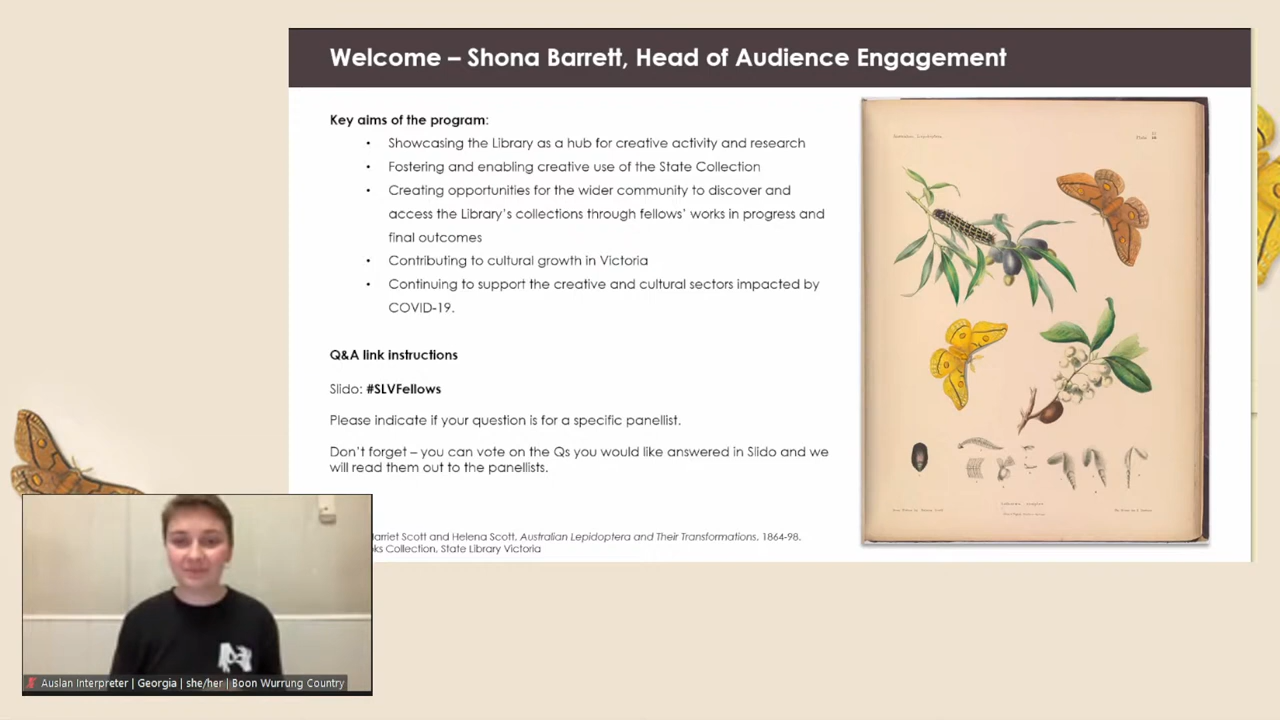 Welcome – Shona Barrett, Head of Audience Engagement
Key aims of the program:
• Showcasing the Library as a hub for creative activity and research
• Fostering and enabling creative use of the State Collection
• Creating opportunities for the wider community to discover and
access the Library's collections through fellows' works in progress and
final outcomes
• Contributing to cultural growth in Victoria
• Continuing to support the creative and cultural sectors impacted by
COVID-19.
Q&A link instructions
Slido: #SLVFellows
Please indicate if your question is for a specific panellist.
Don't forget – you can vote on the Qs you would like answered in Slido and we
will read them out to the panellists.
Harriet Scott and Helena Scott, Australian Lepidoptera and Their Transformations. 1864-98.
Collection, State Library Victoria
Auslan Interpreter | Georgia | she/her | Boon Wurrung Country